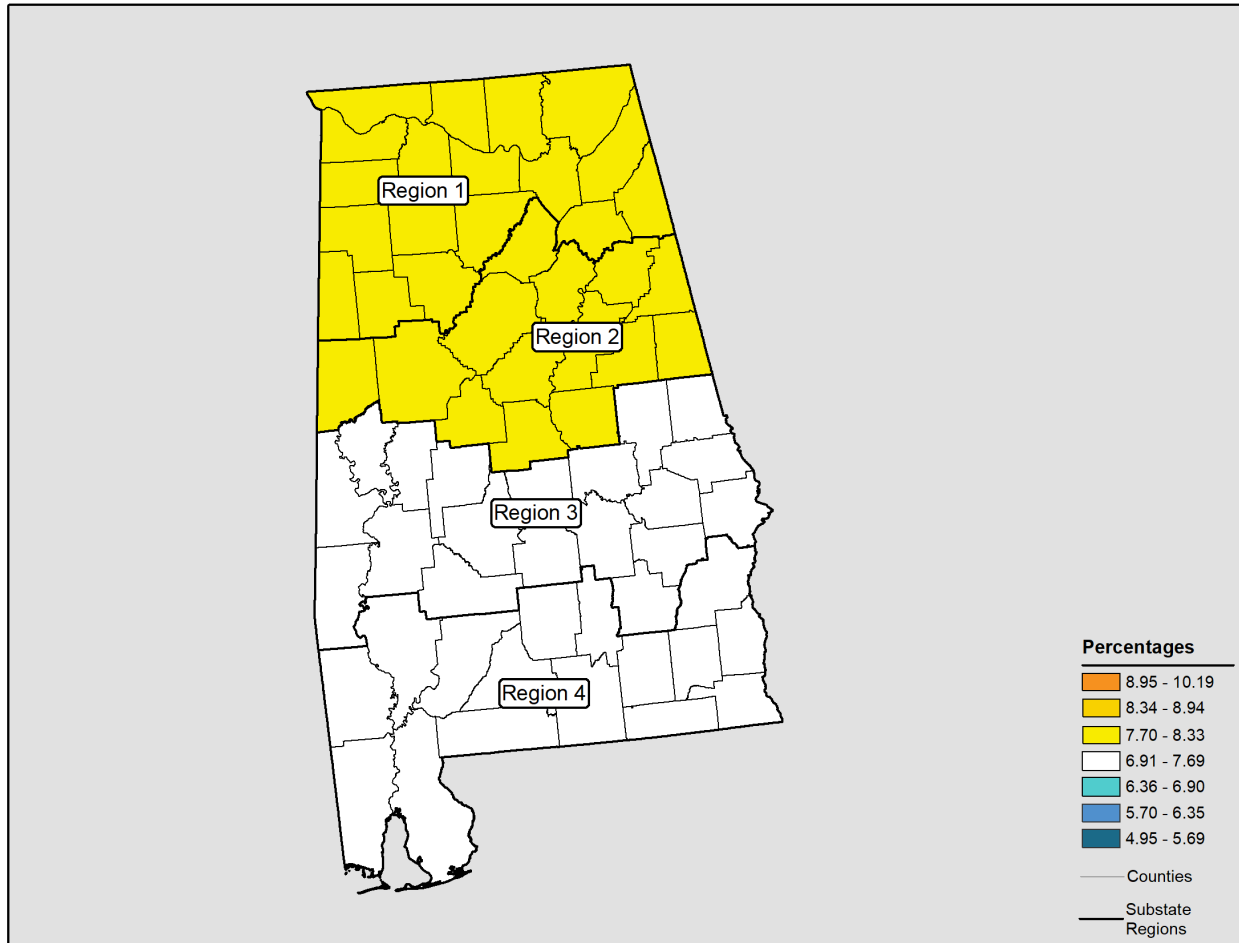 Region 1
Region 2
Region 3
Region 4
Percentages
8.95 - 10.19
8.34 - 8.94
7.70 - 8.33
6.91 - 7.69
6.36 - 6.90
5.70 - 6.35
4.95 - 5.69
Counties
Substate
Regions